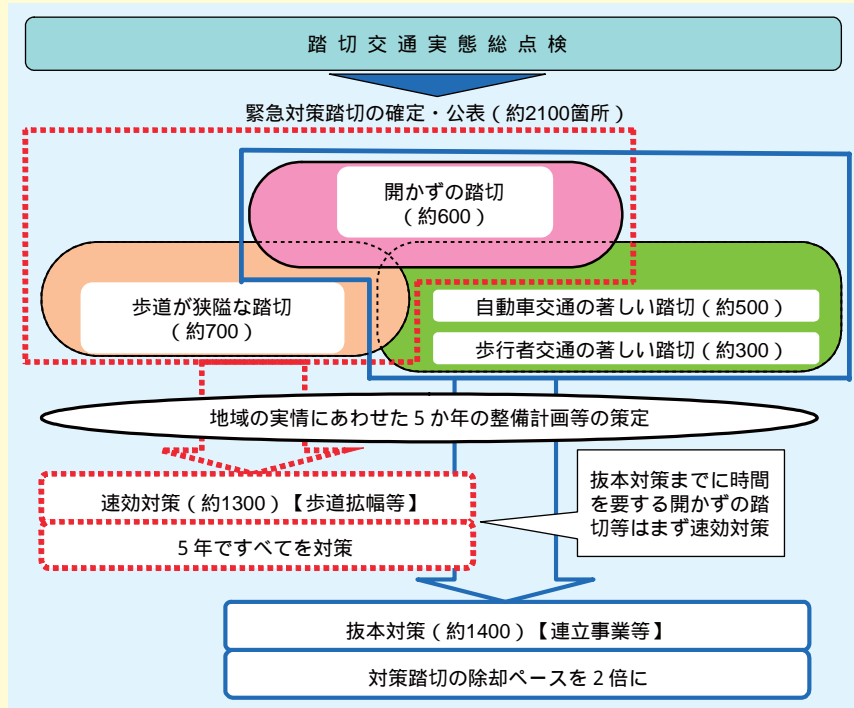 踏切交通実態総点検
緊急対策踏切の確定・公表(約2100箇所)
開かずの踏切
(約600)
歩道が狭隘な踏切
(約700)
自動車交通の著しい踏切(約500)
歩行者交通の著しい踏切(約300)
地域の実情にあわせた5か年の整備計画等の策定
速効対策(約1300)【歩道拡幅等】
5年ですべてを対策
抜本対策までに時間
を要する開かずの踏
切等はまず速効対策
抜本対策(約1400)【連立事業等】
対策踏切の除却ペースを2倍に